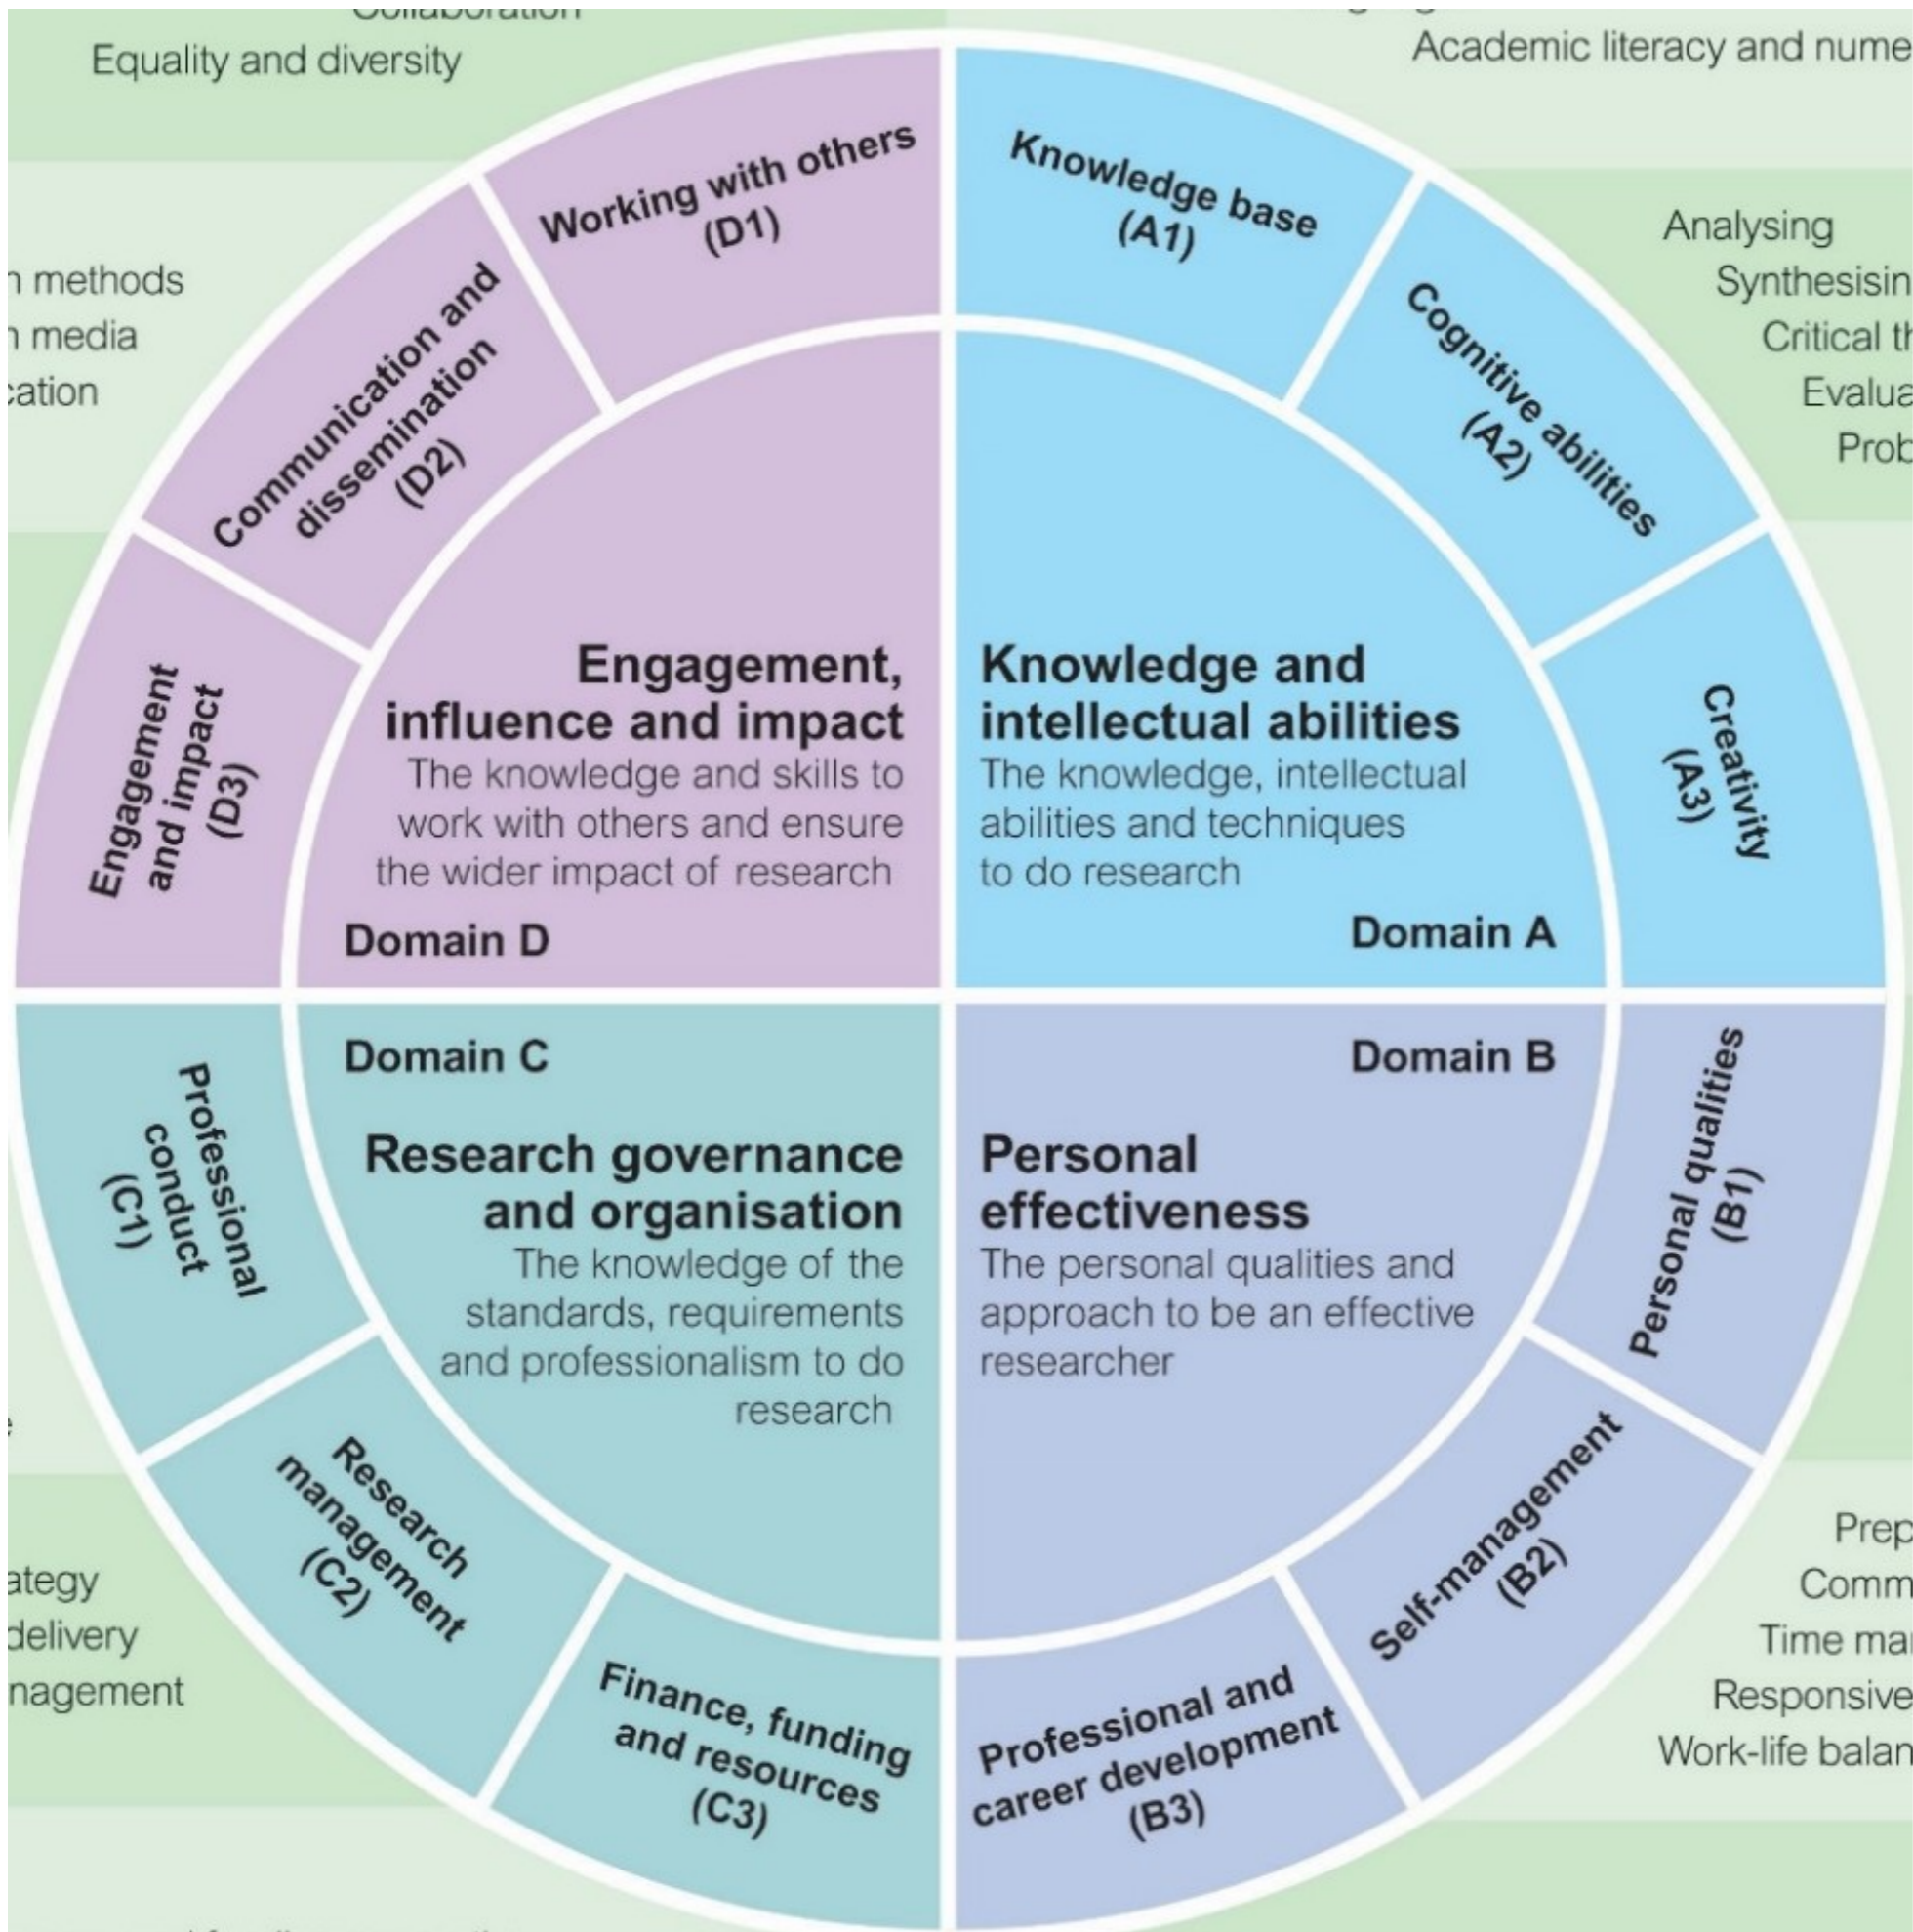 Collaboration
Equality and diversity
Academic literacy and nume
methods
media
Analysing
Synthesisin
Critical th
Evalua
Prob
Working with others
(D1)
Knowledge base
(A1)
Communication and
dissemination
(D2)
Cognitive abilities
(A2)
Engagement
and impact
(D3)
Creativity
(A3)
Engagement,
influence and impact
The knowledge and skills to
work with others and ensure
the wider impact of research
Domain D
Knowledge and
intellectual abilities
The knowledge, intellectual
abilities and techniques
to do research
Domain A
Domain C
Research governance
and organisation
The knowledge of the
standards, requirements
and professionalism to do
research
Domain B
Personal
effectiveness
The personal qualities and
approach to be an effective
researcher
Professional
conduct
(C1)
Personal qualities
(B1)
Research
management
(C2)
Self-management
(B2)
Finance, funding
and resources
(C3)
Professional and
career development
(B3)
ategy
delivery
nagement
Prep
Comm
Time ma
Responsive
Work-life balan